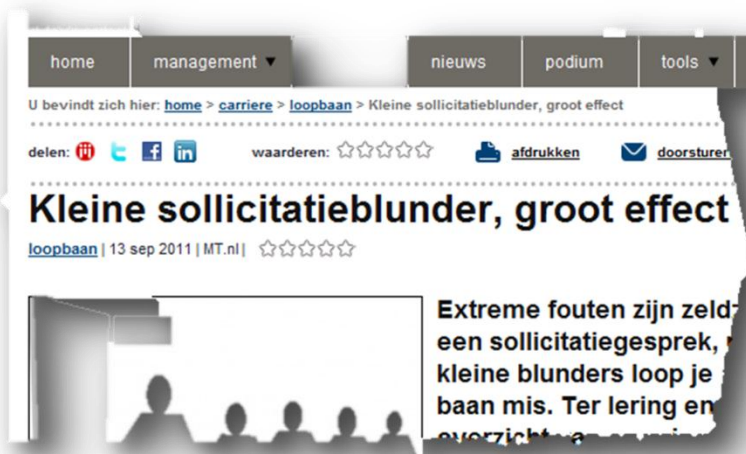 home management nieuws podium tools
U bevindt zich hier: home > carriere > loopbaan > Kleine sollicitatieblunder, groot effect
delen: waarderen: afdrukken doorsturen
Kleine sollicitatieblunder, groot effect
loopbaan | 13 sep 2011 | MT.nl |
Extreme fouten zijn
een sollicitatiegesprek,
kleine blunders loop je
baan mis. Ter lering en